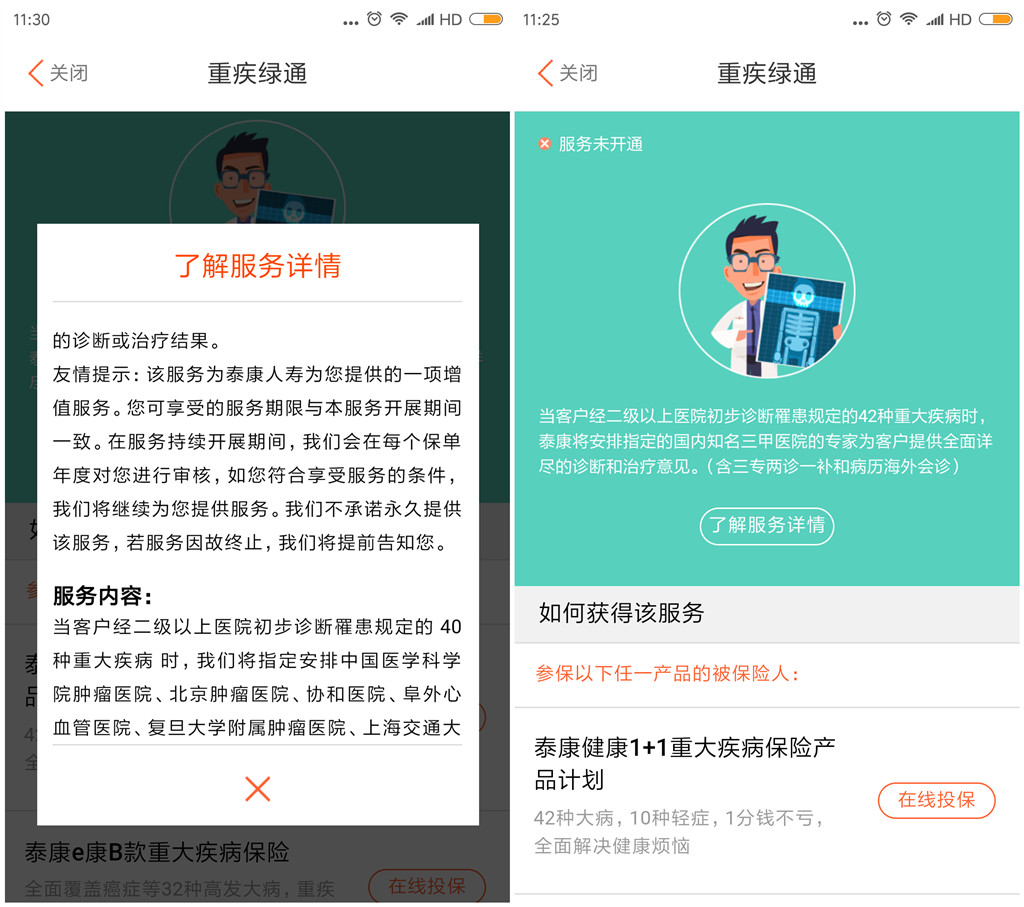 11:30
... HD
关闭
重疾绿通
了解服务详情
的诊断或治疗结果。
友情提示：该服务为泰康人寿为您提供的一项增
值服务。您可享受的服务期限与本服务开展期间
一致。在服务持续开展期间，我们会在每个保单
年度对您进行审核，如您符合享受服务的条件，
我们将继续为您提供服务。我们不承诺永久提供
该服务，若服务因故终止，我们将提前告知您。
服务内容：
当客户经二级以上医院初步诊断罹患规定的 40
种重大疾病 时，我们将指定安排中国医学科学
院肿瘤医院、北京肿瘤医院、协和医院、阜外心
血管医院、复旦大学附属肿瘤医院、上海交通大
泰康e康B款重大疾病保险
全面覆盖癌症等32种高发大病，重疾
在线投保
11:25
... HD
关闭
重疾绿通
服务未开通
当客户经二级以上医院初步诊断罹患规定的42种重大疾病时，
泰康将安排指定的国内知名三甲医院的专家为客户提供全面详
尽的诊断和治疗意见。（含三专两诊一补和病历海外会诊）
了解服务详情
如何获得该服务
参保以下任一产品的被保险人：
泰康健康1+1重大疾病保险产
品计划
42种大病，10种轻症，1分钱不亏，
全面解决健康烦恼
在线投保